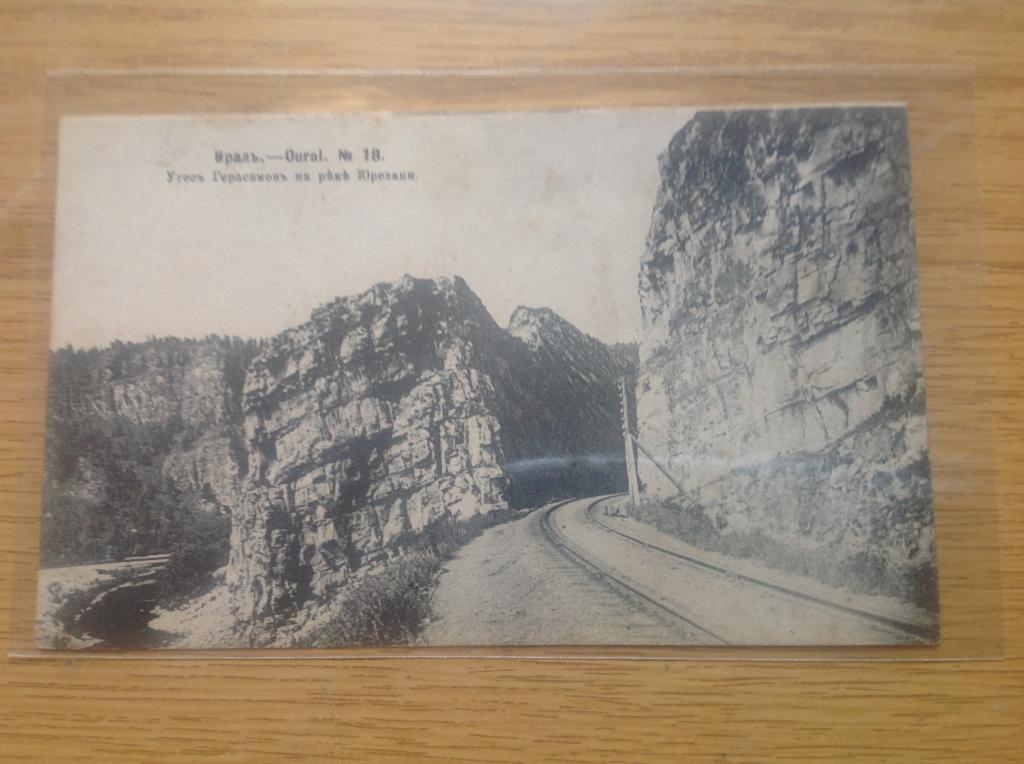 Уралъ.—Oural. № 18.
Утесъ Герасимовъ на рѣкѣ Юрезани.